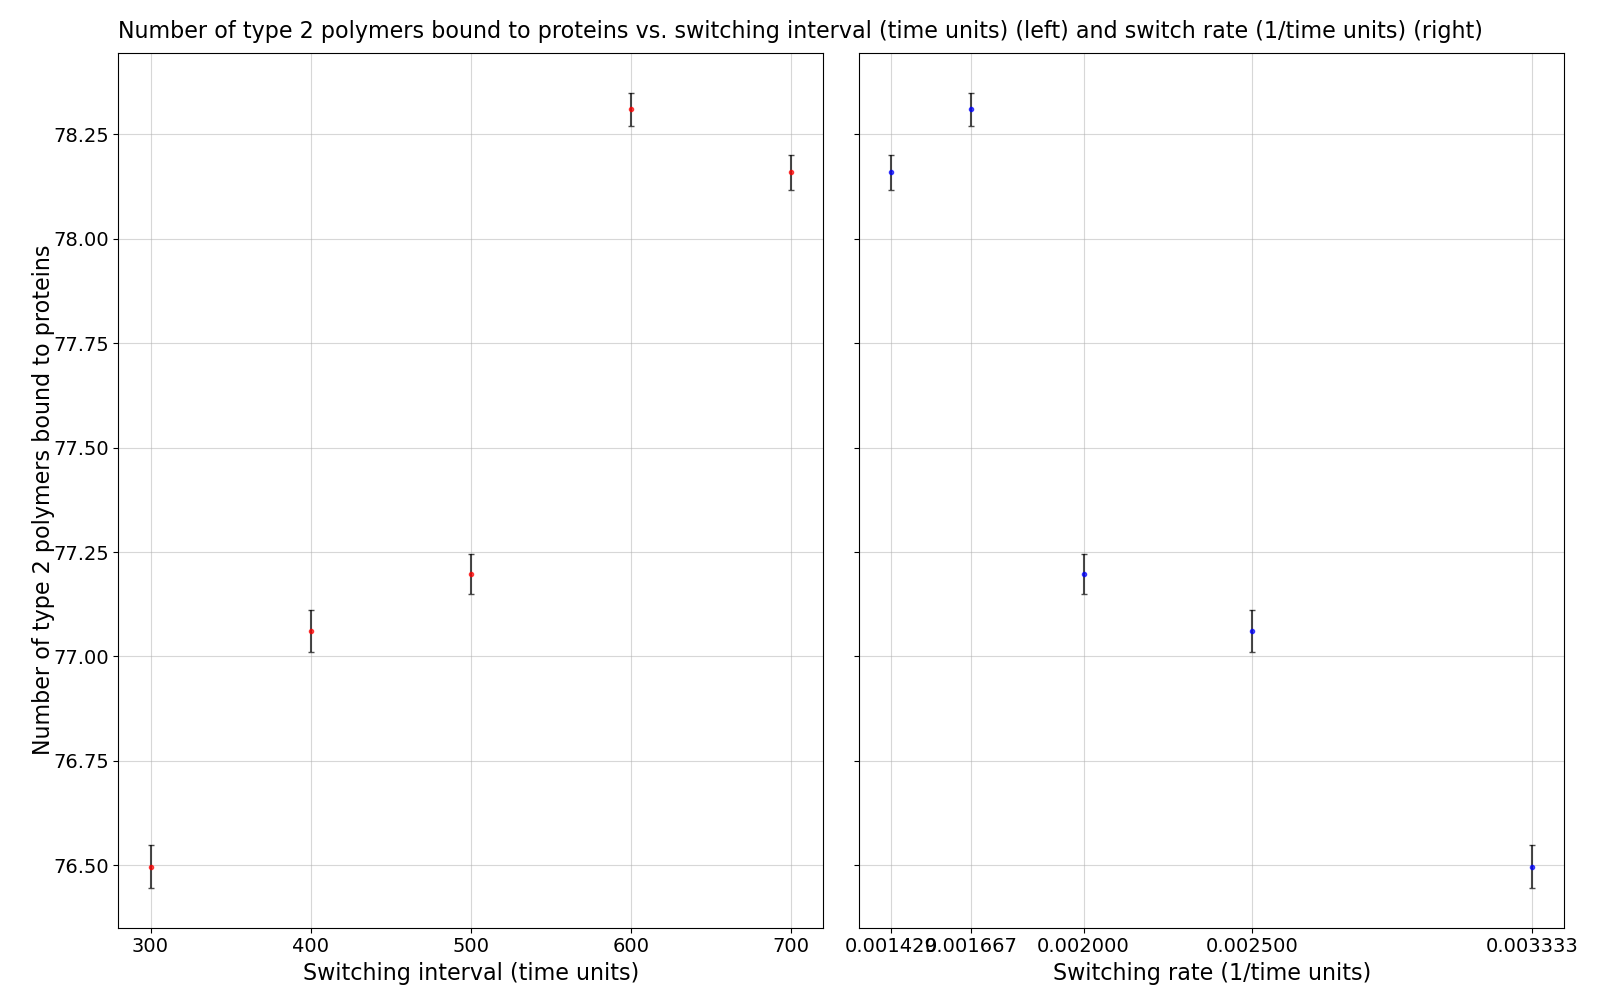 Number of type 2 polymers bound to proteins vs. switching interval (time units) (left) and switch rate (1/time units) (right)
Number of type 2 polymers bound to proteins
78.25
78.00
77.75
77.50
77.25
77.00
76.75
76.50
300 400 500 600 700
Switching interval (time units)
0.001429 0.001667 0.002000 0.002500 0.003333
Switching rate (1/time units)